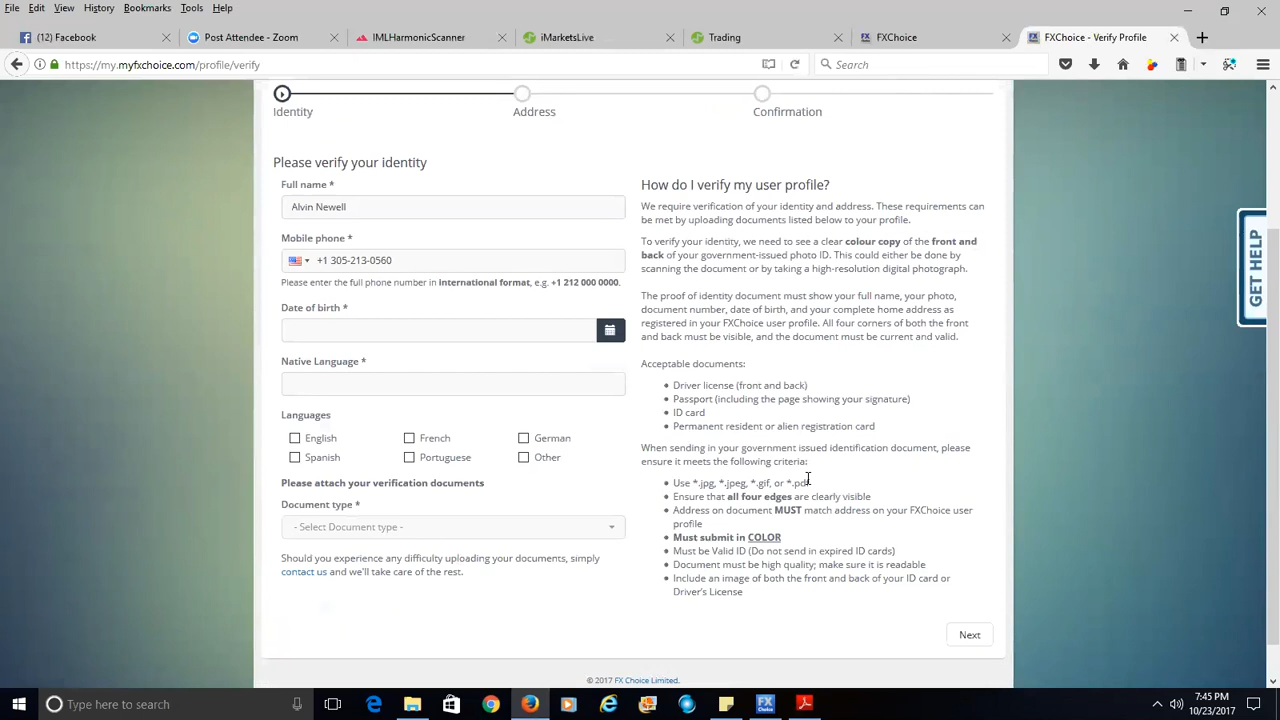 File Edit View History Bookmarks Tools Help
(43) Facebook
Post Attendee - Zoom
IMLHarmonicScanner
iMarketsLive
Trading
FXChoice
FXChoice - Verify Profile
https://my.myfxchoice.com/profile/verify
Search
Identity
Address
Confirmation
Please verify your identity
Full name *
Alvin Newell
Mobile phone *
+1 305-213-0560
Please enter the full phone number in International format, e.g. +1 212 000 0000.
Date of birth *
Native Language *
Languages
English French German
Spanish Portuguese Other
Please attach your verification documents
Document type *
- Select Document type -
Should you experience any difficulty uploading your documents, simply
contact us and we'll take care of the rest.
How do I verify my user profile?
We require verification of your identity and address. These requirements can
be met by uploading documents listed below to your profile.
To verify your identity, we need to see a clear colour copy of the front and
back of your government-issued photo ID. This could either be done by
scanning the document or by taking a high-resolution digital photograph.
The proof of identity document must show your full name, your photo,
document number, date of birth, and your complete home address as
registered in your FXChoice user profile. All four corners of both the front
and back must be visible, and the document must be current and valid.
Acceptable documents:
Driver license (front and back)
Passport (including the page showing your signature)
ID card
Permanent resident or alien registration card
When sending in your government issued identification document, please
ensure it meets the following criteria:
Use *.jpg, *.jpeg, *.gif, or *.pdf
Ensure that all four edges are clearly visible
Address on document MUST match address on your FXChoice user
profile
Must submit in COLOR
Must be Valid ID (Do not send in expired ID cards)
Document must be high quality; make sure it is readable
Include an image of both the front and back of your ID card or
Driver's License
Next
GET HELP
© 2017 FX Choice Limited.
Type here to search
7:45 PM
10/23/2017